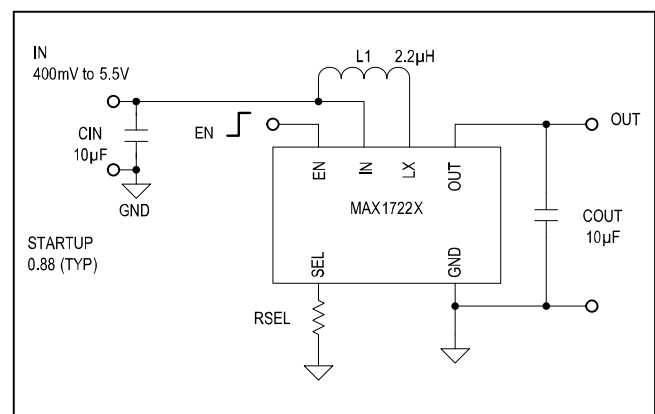 IN
400mV to 5.5V
L1 2.2µH
EN
CIN
10µF
GND
STARTUP
0.88 (TYP)
EN
IN
LX
OUT
MAX1722X
SEL
GND
RSEL
OUT
COUT
10µF